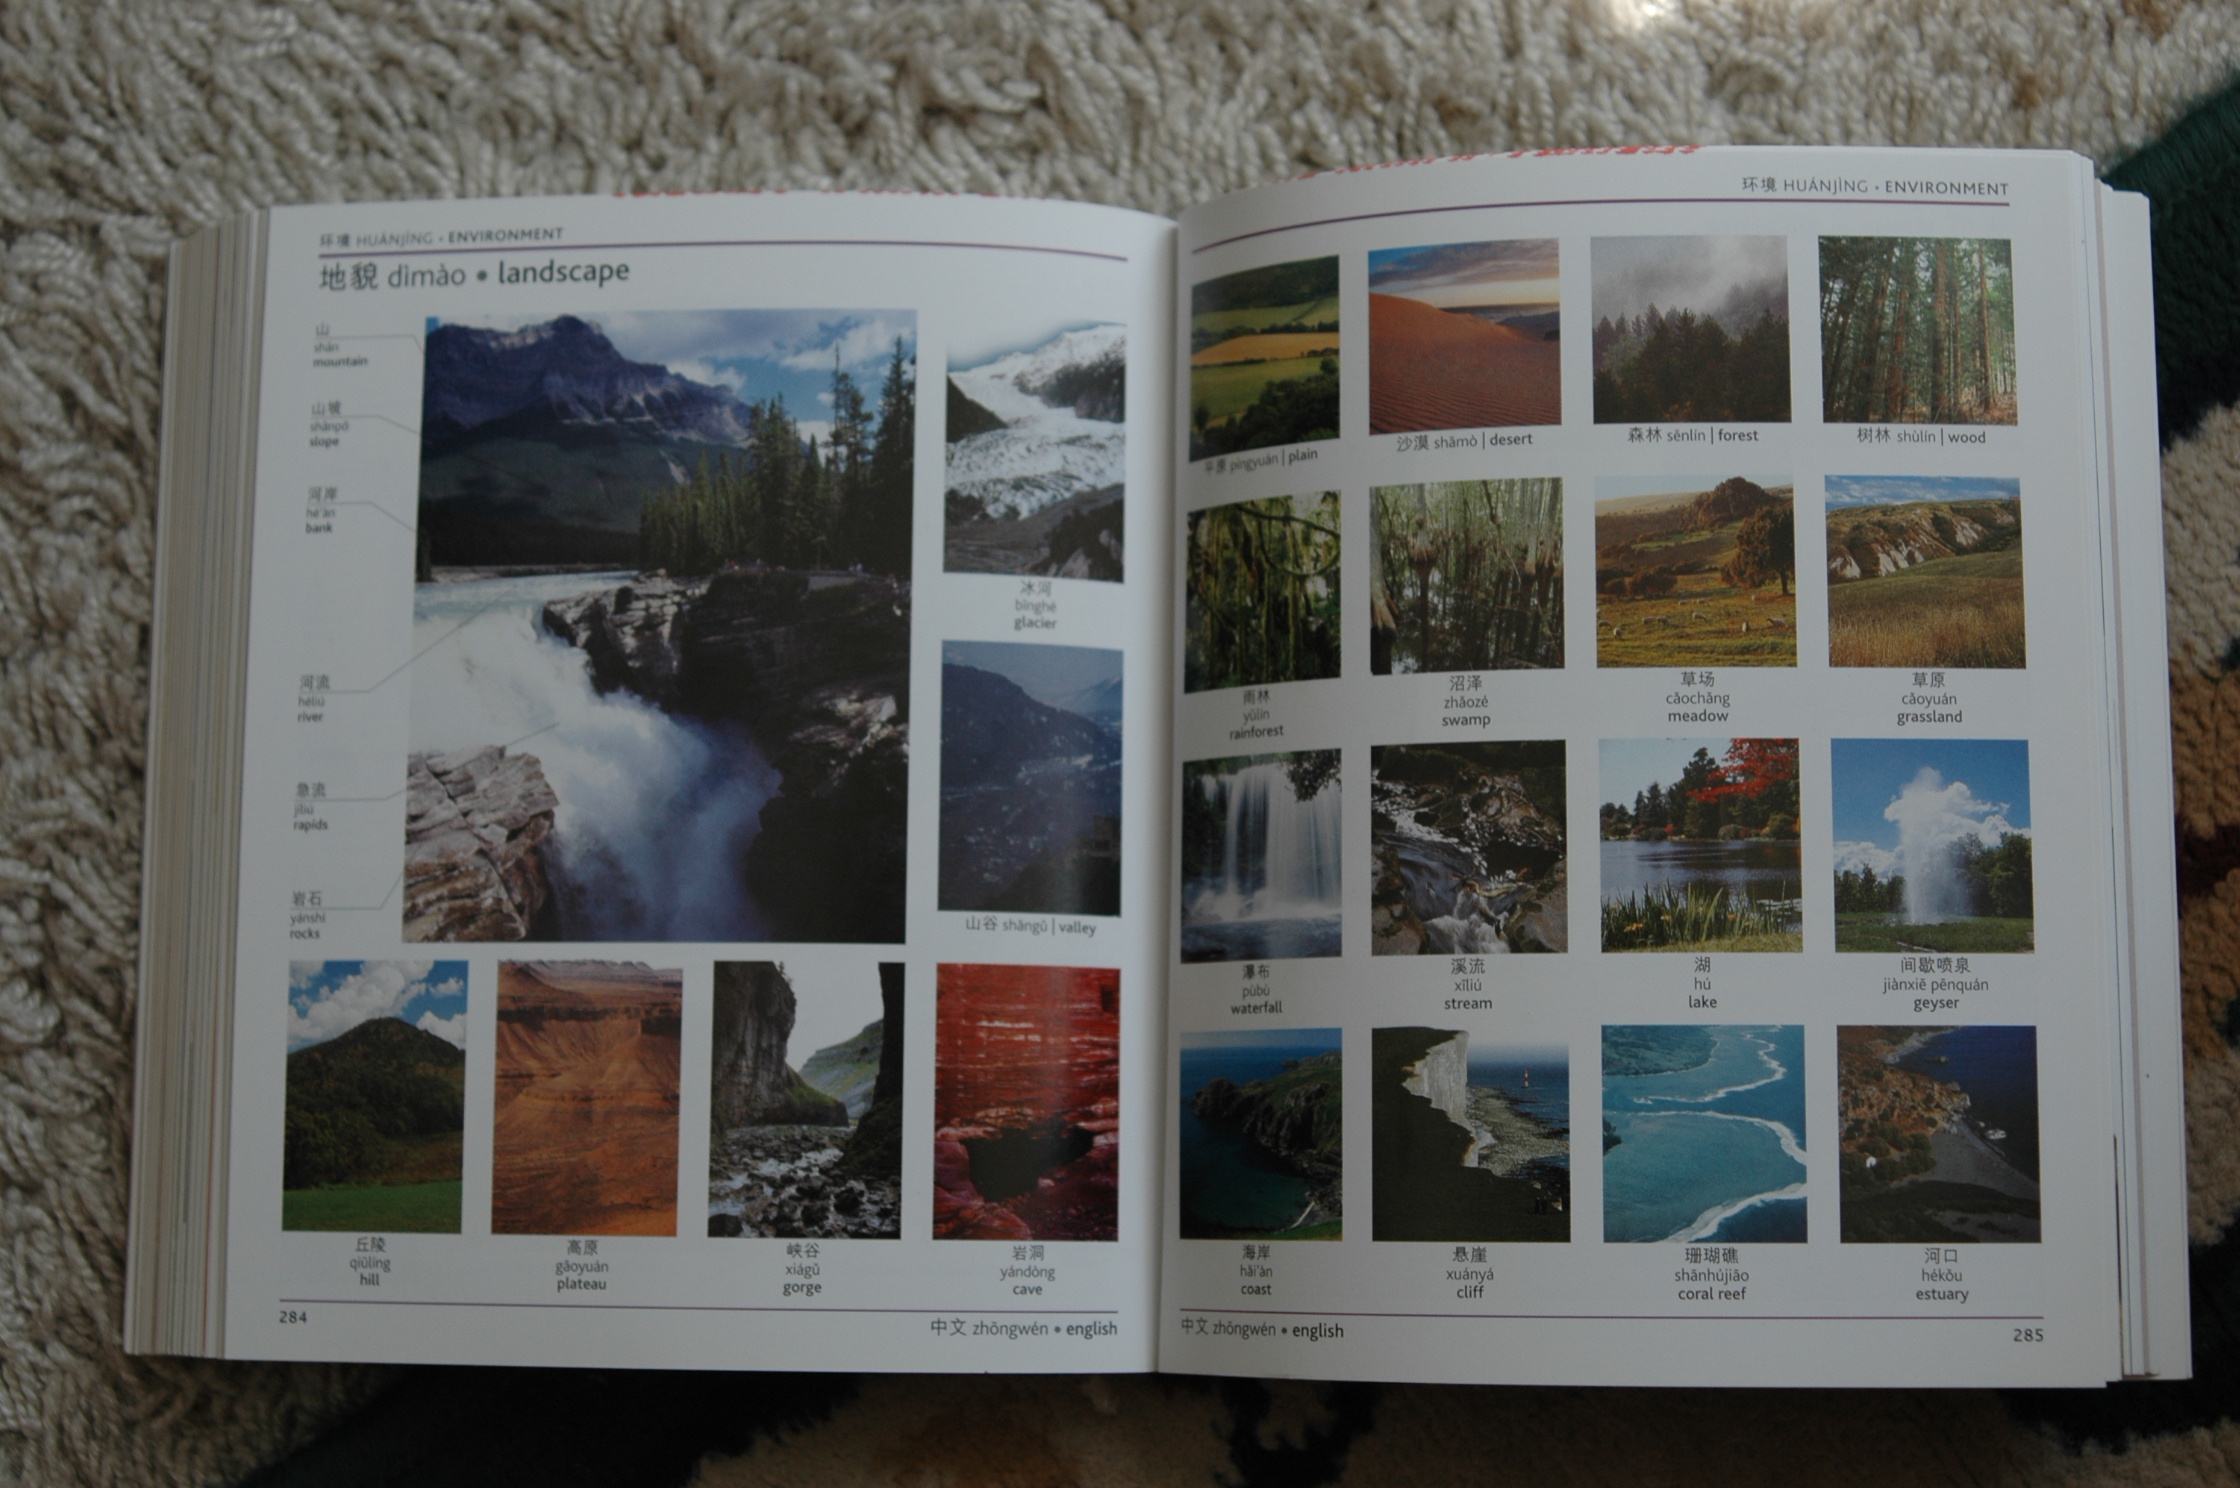 环境 HUÁNJÌNG • ENVIRONMENT
地貌 dìmào • landscape
山
shān
mountain
山坡
shānpō
slope
河岸
hé'àn
bank
河流
héliú
river
急流
jíliú
rapids
岩石
yánshí
rocks
冰河
bīnghé
glacier
山谷 shāngǔ | valley
丘陵
qiūlíng
hill
高原
gāoyuán
plateau
峡谷
xiágǔ
gorge
岩洞
yándòng
cave
284
中文 zhōngwén • english
环境 HUÁNJÌNG • ENVIRONMENT
平原 píngyuán | plain
沙漠 shāmò | desert
森林 sēnlín | forest
树林 shùlín | wood
雨林
yǔlín
rainforest
沼泽
zhǎozé
swamp
草场
cǎochǎng
meadow
草原
cǎoyuán
grassland
瀑布
pùbù
waterfall
溪流
xīliú
stream
湖
hú
lake
间歇喷泉
jiànxiē pēnquán
geyser
海岸
hǎi'àn
coast
悬崖
xuányá
cliff
珊瑚礁
shānhújiāo
coral reef
河口
hékǒu
estuary
中文 zhōngwén • english
285